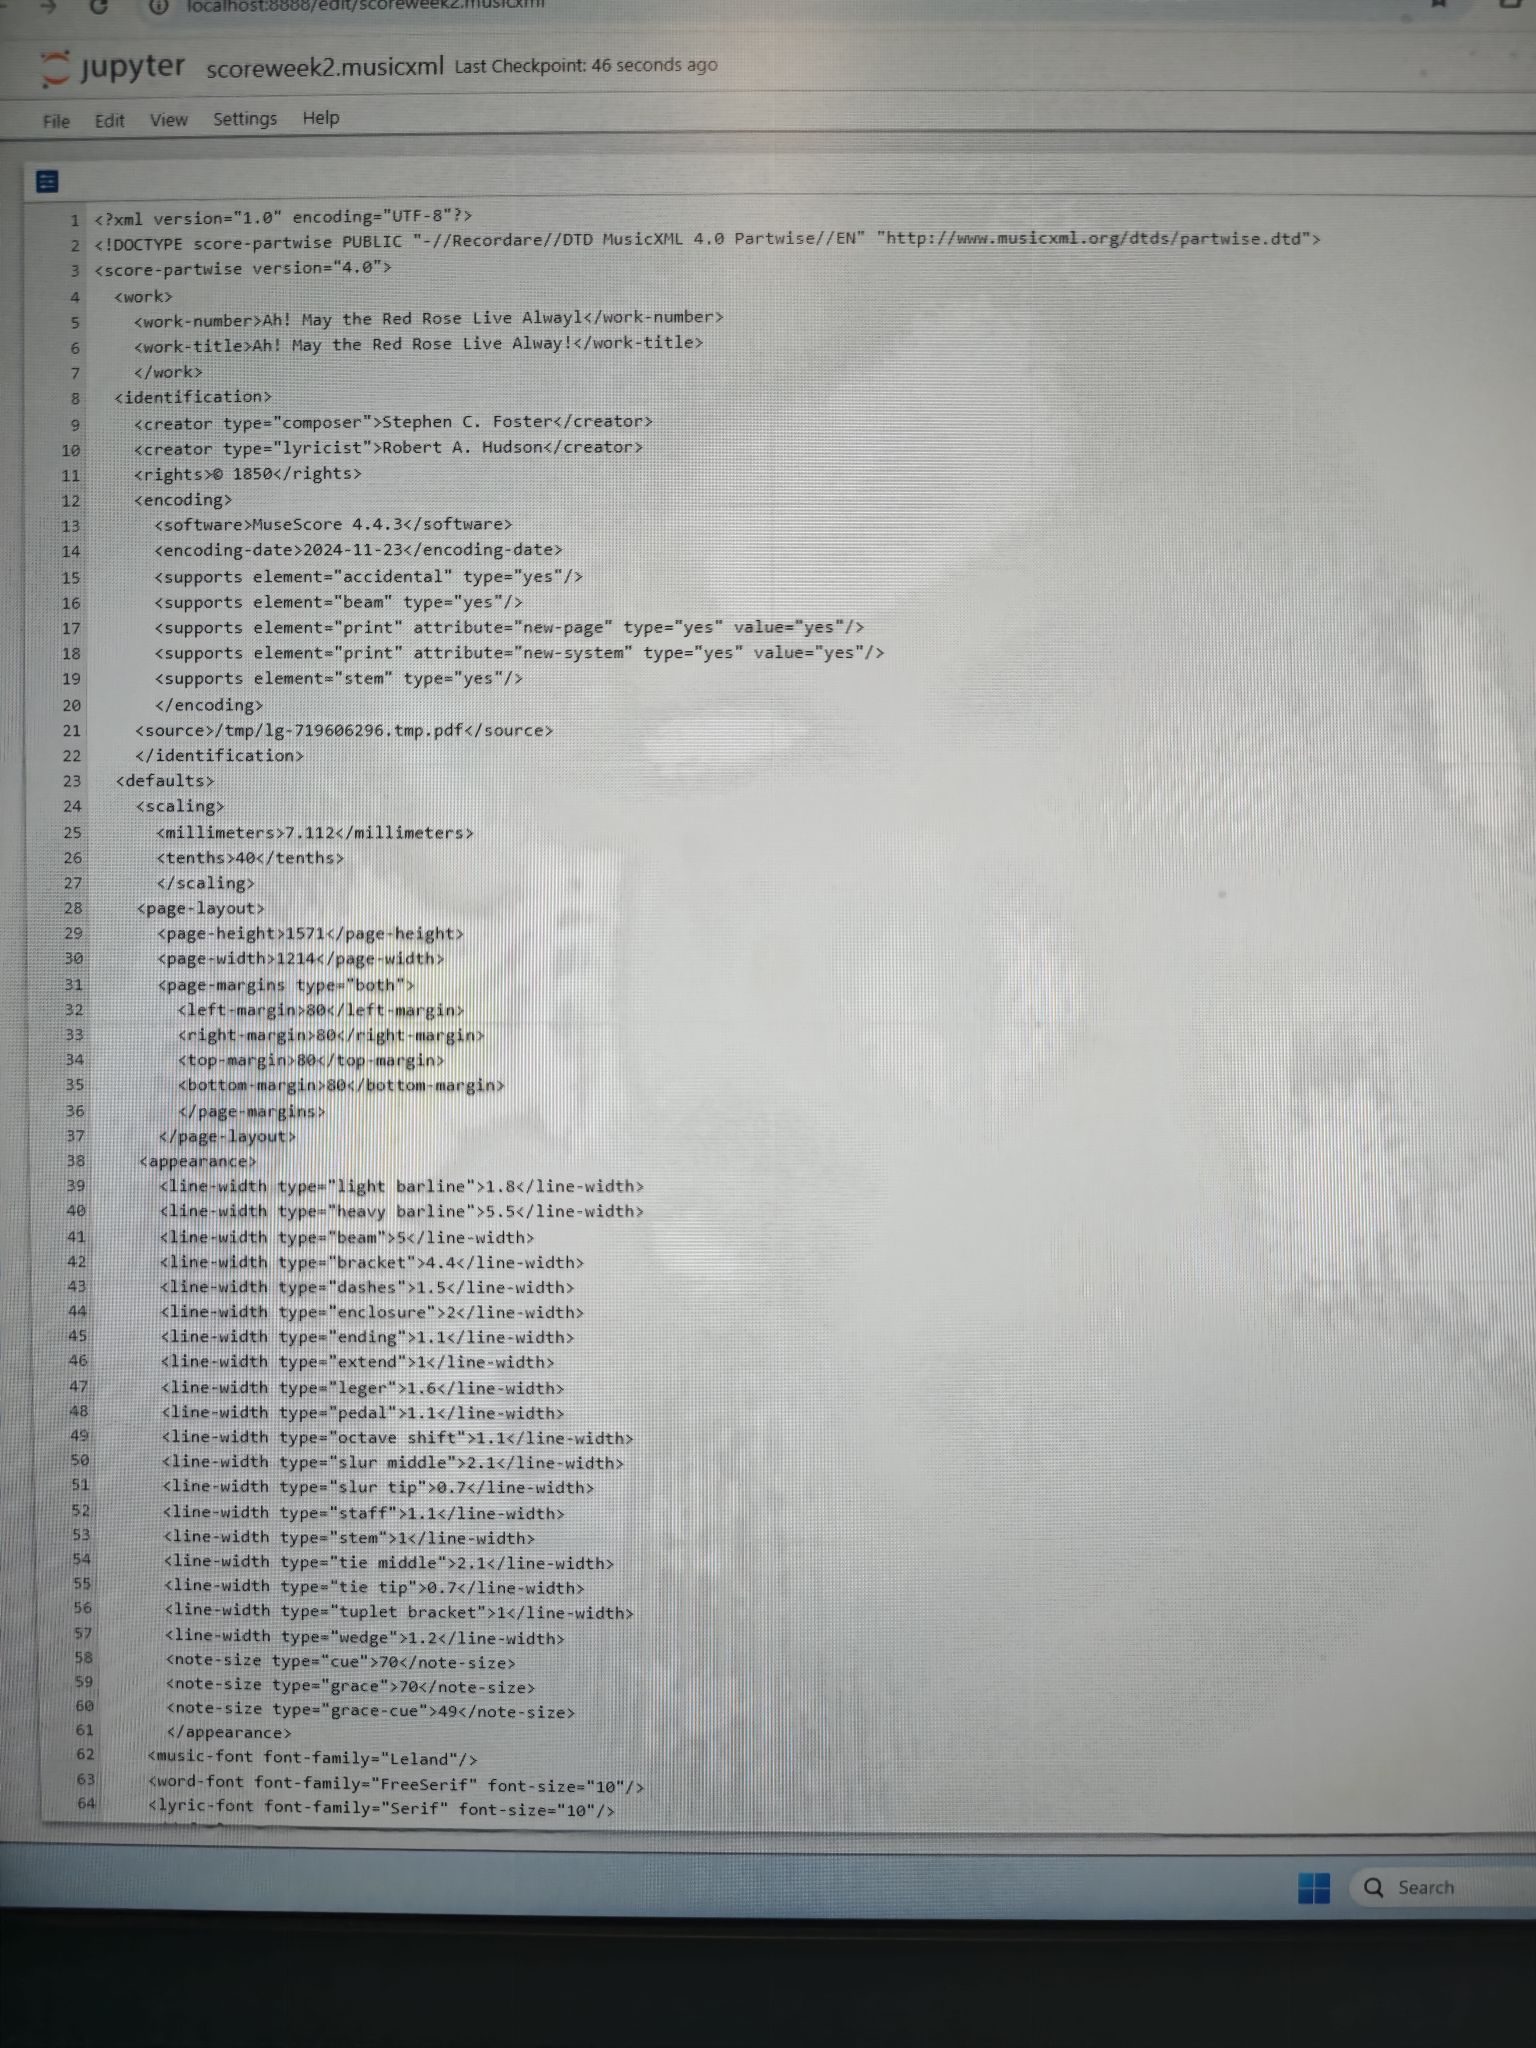 localhost:8888/edit/scoreweek2.musicxml
jupyter scoreweek2.musicxml Last Checkpoint: 46 seconds ago
File Edit View Settings Help
1 <?xml version="1.0" encoding="UTF-8"?>
2 <!DOCTYPE score-partwise PUBLIC "-//Recordare//DTD MusicXML 4.0 Partwise//EN" "http://www.musicxml.org/dtds/partwise.dtd">
3 <score-partwise version="4.0">
4 <work>
5 <work-number>Ah! May the Red Rose Live Alwayl</work-number>
6 <work-title>Ah! May the Red Rose Live Alway!</work-title>
7 </work>
8 <identification>
9 <creator type="composer">Stephen C. Foster</creator>
10 <creator type="lyricist">Robert A. Hudson</creator>
11 <rights>© 1850</rights>
12 <encoding>
13 <software>MuseScore 4.4.3</software>
14 <encoding-date>2024-11-23</encoding-date>
15 <supports element="accidental" type="yes"/>
16 <supports element="beam" type="yes"/>
17 <supports element="print" attribute="new-page" type="yes" value="yes"/>
18 <supports element="print" attribute="new-system" type="yes" value="yes"/>
19 <supports element="stem" type="yes"/>
20 </encoding>
21 <source>/tmp/lg-719606296.tmp.pdf</source>
22 </identification>
23 <defaults>
24 <scaling>
25 <millimeters>7.112</millimeters>
26 <tenths>40</tenths>
27 </scaling>
28 <page-layout>
29 <page-height>1571</page-height>
30 <page-width>1214</page-width>
31 <page-margins type="both">
32 <left-margin>80</left-margin>
33 <right-margin>80</right-margin>
34 <top-margin>80</top-margin>
35 <bottom-margin>80</bottom-margin>
36 </page-margins>
37 </page-layout>
38 <appearance>
39 <line-width type="light barline">1.8</line-width>
40 <line-width type="heavy barline">5.5</line-width>
41 <line-width type="beam">5</line-width>
42 <line-width type="bracket">4.4</line-width>
43 <line-width type="dashes">1.5</line-width>
44 <line-width type="enclosure">2</line-width>
45 <line-width type="ending">1.1</line-width>
46 <line-width type="extend">1</line-width>
47 <line-width type="leger">1.6</line-width>
48 <line-width type="pedal">1.1</line-width>
49 <line-width type="octave shift">1.1</line-width>
50 <line-width type="slur middle">2.1</line-width>
51 <line-width type="slur tip">0.7</line-width>
52 <line-width type="staff">1.1</line-width>
53 <line-width type="stem">1</line-width>
54 <line-width type="tie middle">2.1</line-width>
55 <line-width type="tie tip">0.7</line-width>
56 <line-width type="tuplet bracket">1</line-width>
57 <line-width type="wedge">1.2</line-width>
58 <note-size type="cue">70</note-size>
59 <note-size type="grace">70</note-size>
60 <note-size type="grace-cue">49</note-size>
61 </appearance>
62 <music-font font-family="Leland"/>
63 <word-font font-family="FreeSerif" font-size="10"/>
64 <lyric-font font-family="Serif" font-size="10"/>
Search